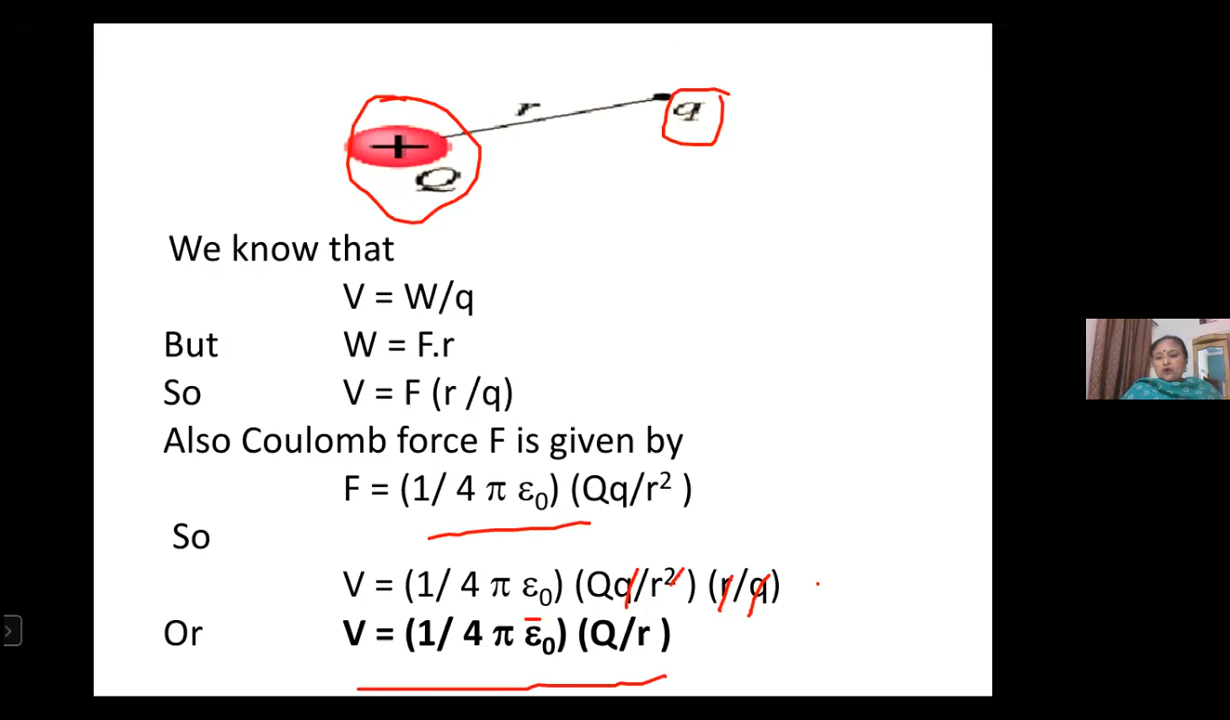 r
q
+
Q
We know that
V = W/q
But W = F.r
So V = F (r /q)
Also Coulomb force F is given by
F = (1/ 4 π ε₀) (Qq/r² )
So
V = (1/ 4 π ε₀) (Qq/r² ) (r/q)
Or V = (1/ 4 π ε₀) (Q/r )